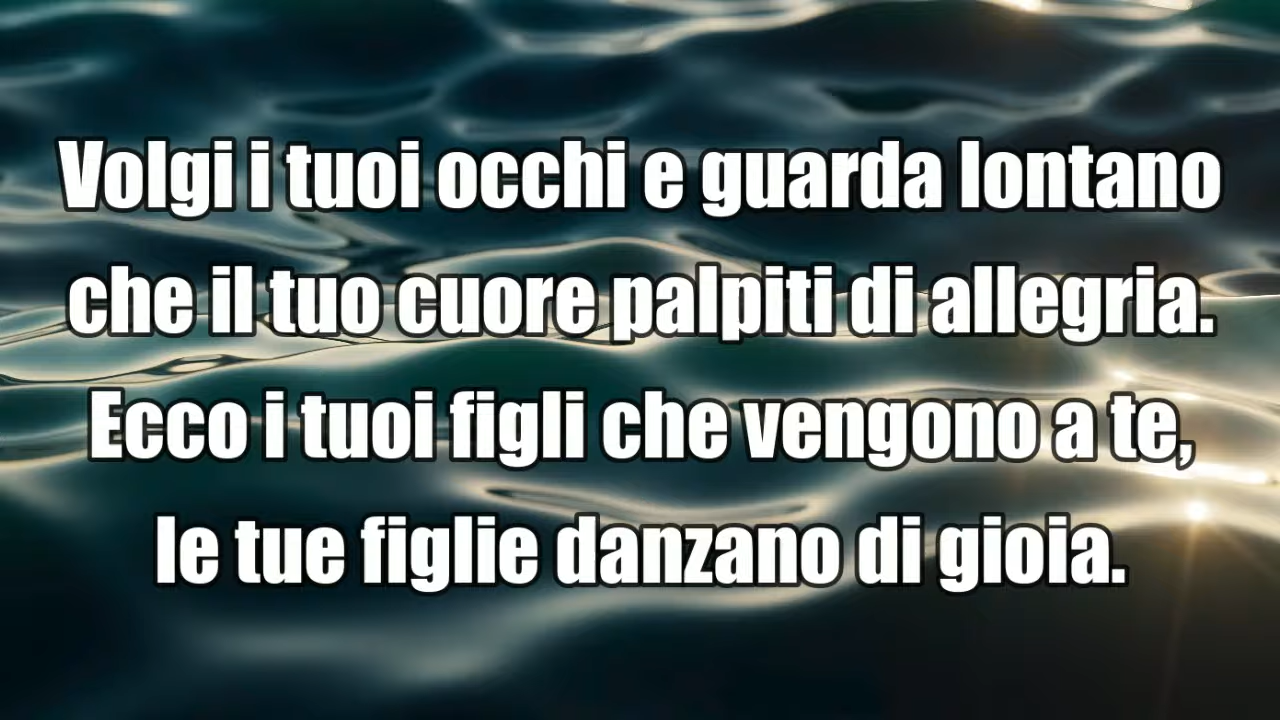 Volgi i tuoi occhi e guarda lontano
che il tuo cuore palpiti di allegria.
Ecco i tuoi figli che vengono a te,
le tue figlie danzano di gioia.